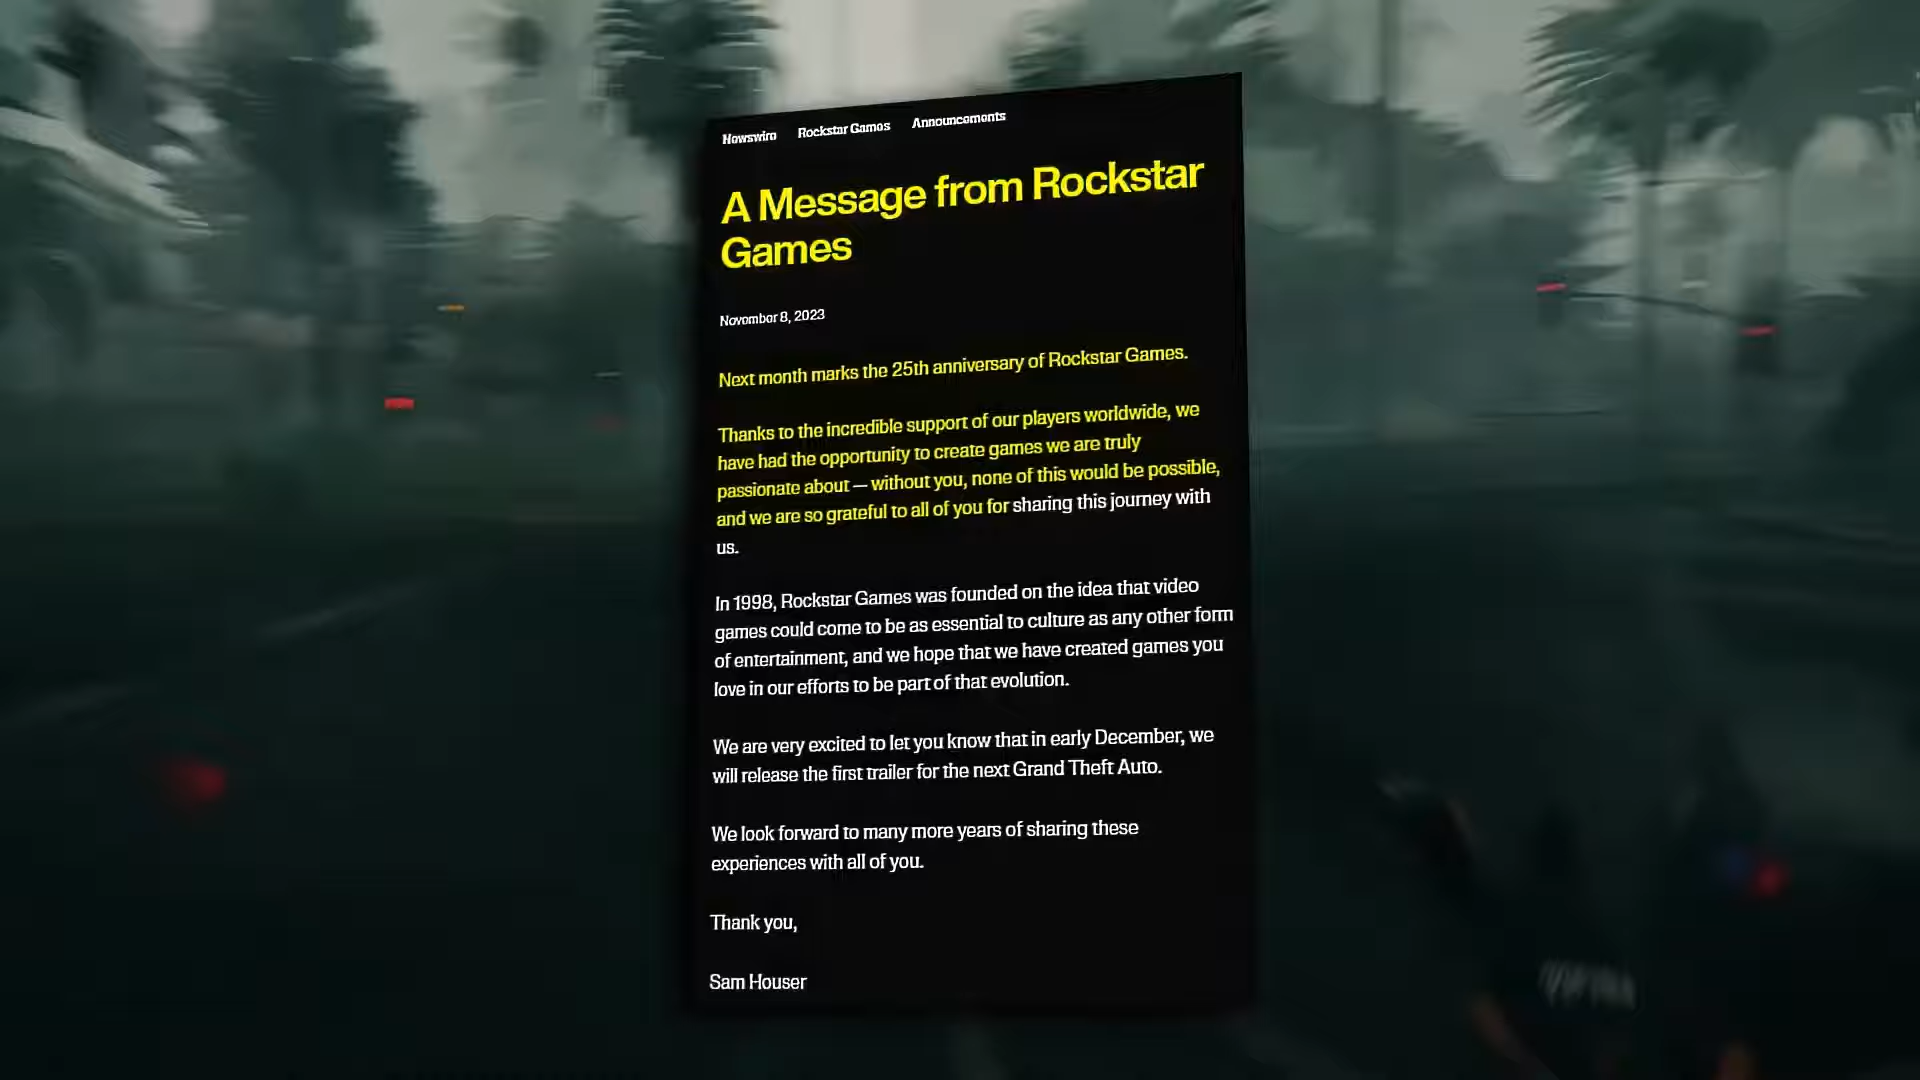 Newswire Rockstar Games Announcements
A Message from Rockstar
Games
November 8, 2023
Next month marks the 25th anniversary of Rockstar Games.
Thanks to the incredible support of our players worldwide, we
have had the opportunity to create games we are truly
passionate about — without you, none of this would be possible,
and we are so grateful to all of you for sharing this journey with
us.
In 1998, Rockstar Games was founded on the idea that video
games could come to be as essential to culture as any other form
of entertainment, and we hope that we have created games you
love in our efforts to be part of that evolution.
We are very excited to let you know that in early December, we
will release the first trailer for the next Grand Theft Auto.
We look forward to many more years of sharing these
experiences with all of you.
Thank you,
Sam Houser